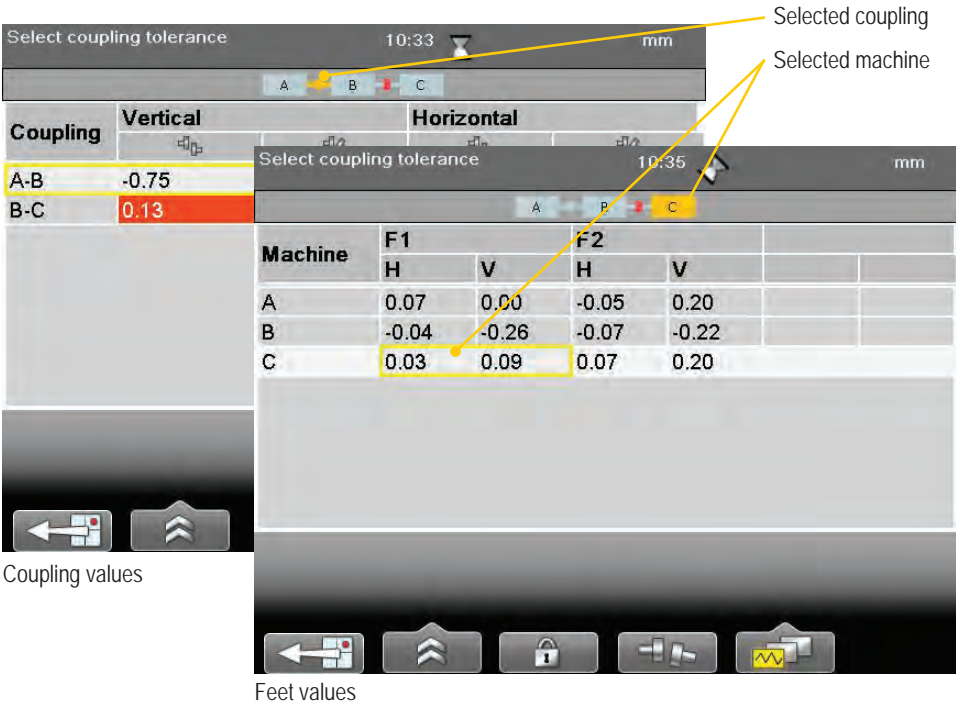 Selected coupling
Selected machine
Select coupling tolerance 10:33 mm
A B C
Coupling Vertical Horizontal
A-B -0.75
B-C 0.13
Select coupling tolerance 10:35 mm
A B C
Machine F1 F2
H V H V
A 0.07 0.00 -0.05 0.20
B -0.04 -0.26 -0.07 -0.22
C 0.03 0.09 0.07 0.20
Coupling values
Feet values